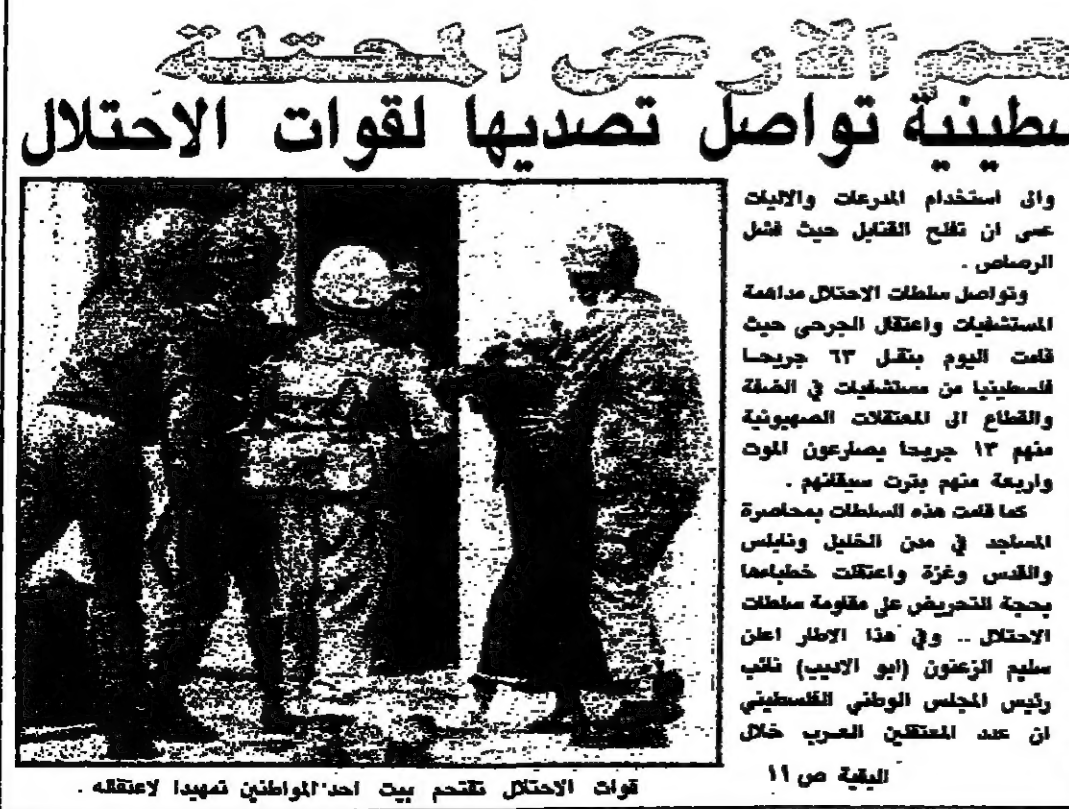 الأرض المحتلة
تواصل تصديها لقوات الاحتلال
والى استخدام المدرعات والاليات
عسى ان تفلح القنابل حيث فشل
الرصاص .
وتواصل سلطات الاحتلال مداهمة
المستشفيات واعتقال الجرحى حيث
قامت اليوم بنقل ٦٣ جريحا
فلسطينيا من مستشفيات في الضفة
والقطاع الى المعتقلات الصهيونية
منهم ١٣ جريحا يصارعون الموت
واربعة منهم بترت سيقانهم .
كما قامت هذه السلطات بمحاصرة
المساجد في مدن الخليل ونابلس
والقدس وغزة واعتقلت خطباءها
بحجة التحريض على مقاومة سلطات
الاحتلال .. وفي هذا الاطار اعلن
سليم الزعنون (ابو الاديب) نائب
رئيس المجلس الوطني الفلسطيني
ان عدد المعتقلين العرب خلال
البقية ص ١١
قوات الاحتلال تقتحم بيت احد المواطنين تمهيدا لاعتقاله .